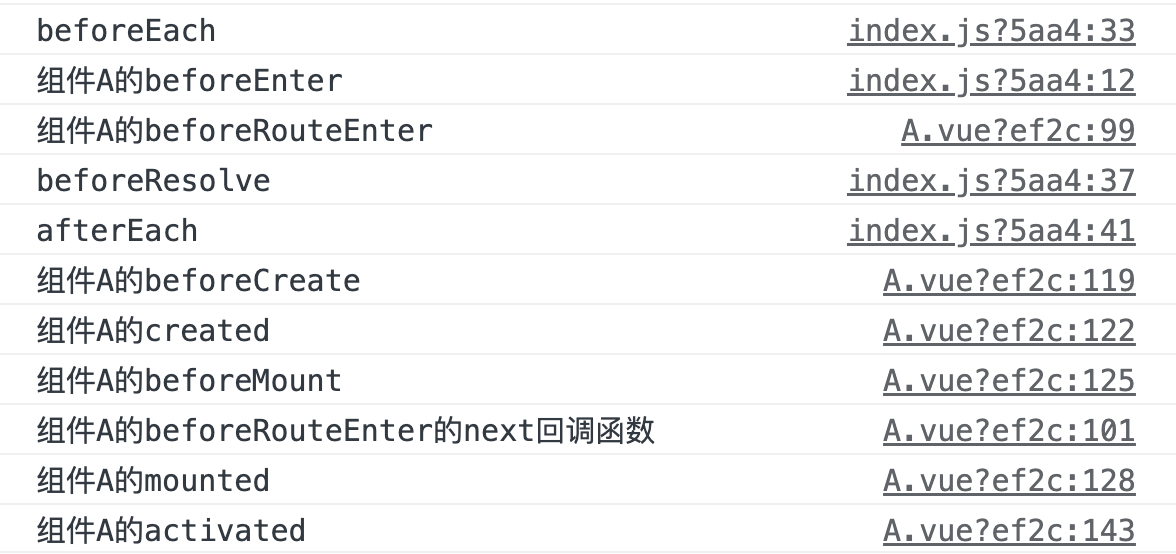 beforeEach index.js?5aa4:33
组件A的beforeEnter index.js?5aa4:12
组件A的beforeRouteEnter A.vue?ef2c:99
beforeResolve index.js?5aa4:37
afterEach index.js?5aa4:41
组件A的beforeCreate A.vue?ef2c:119
组件A的created A.vue?ef2c:122
组件A的beforeMount A.vue?ef2c:125
组件A的beforeRouteEnter的next回调函数 A.vue?ef2c:101
组件A的mounted A.vue?ef2c:128
组件A的activated A.vue?ef2c:143